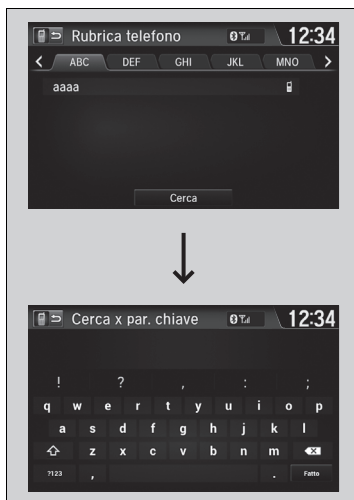 Rubrica telefono 12:34
ABC DEF GHI JKL MNO
aaaa
Cerca
Cerca x par. chiave 12:34
! ? , : ;
q w e r t y u i o p
a s d f g h j k l
z x c v b n m
?123 , . Fatto